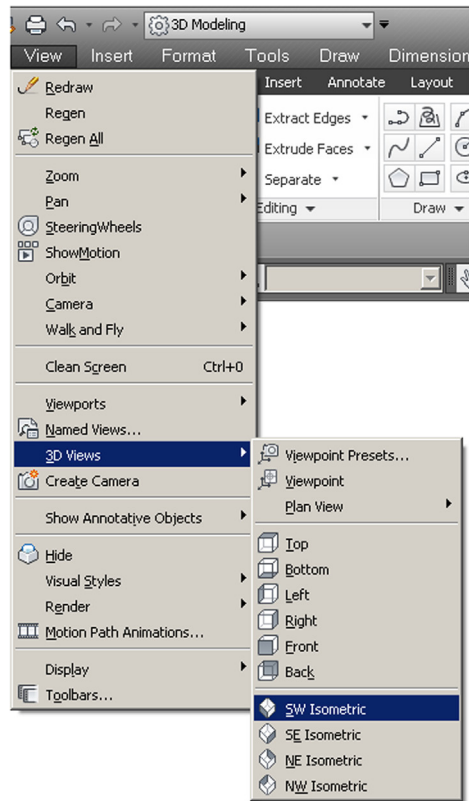 3D Modeling
View Insert Format Tools Draw Dimension
Insert Annotate Layout
Redraw
Regen
Regen All
Zoom
Pan
SteeringWheels
ShowMotion
Orbit
Camera
Walk and Fly
Clean Screen Ctrl+0
Viewports
Named Views...
3D Views
Create Camera
Show Annotative Objects
Hide
Visual Styles
Render
Motion Path Animations...
Display
Toolbars...
Extract Edges
Extrude Faces
Separate
Editing Draw
Viewpoint Presets...
Viewpoint
Plan View
Top
Bottom
Left
Right
Front
Back
SW Isometric
SE Isometric
NE Isometric
NW Isometric